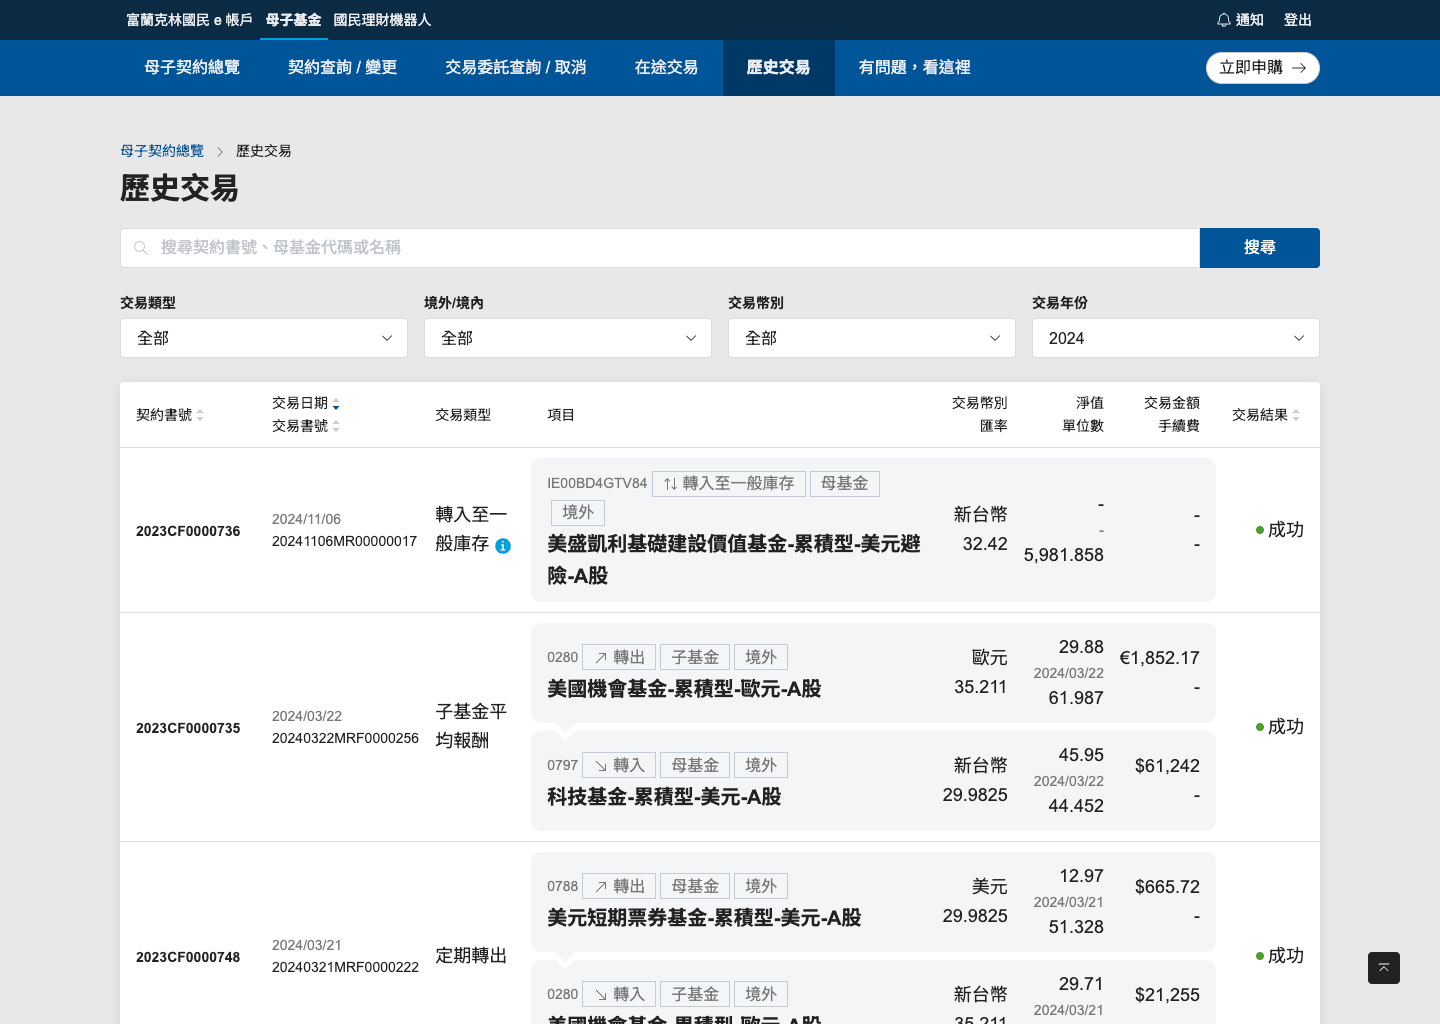 富蘭克林國民 e 帳戶 母子基金 國民理財機器人 通知 登出
母子契約總覽 契約查詢 / 變更 交易委託查詢 / 取消 在途交易 歷史交易 有問題，看這裡 立即申購
母子契約總覽 歷史交易
歷史交易
搜尋契約書號、母基金代碼或名稱 搜尋
交易類型 境外/境內 交易幣別 交易年份
全部 全部 全部 2024
契約書號 交易日期 交易類型 項目 交易幣別 淨值 交易金額 交易結果
交易書號 匯率 單位數 手續費
IE00BD4GTV84 轉入至一般庫存 母基金
境外
美盛凱利基礎建設價值基金-累積型-美元避
險-A股
2023CF0000736
2024/11/06
20241106MR00000017
轉入至一
般庫存
新台幣
32.42
-
-
5,981.858
-
-
成功
2023CF0000735
2024/03/22
20240322MRF0000256
子基金平
均報酬
0280 轉出 子基金 境外
美國機會基金-累積型-歐元-A股
歐元
35.211
29.88
2024/03/22
61.987
€1,852.17
-
0797 轉入 母基金 境外
科技基金-累積型-美元-A股
新台幣
29.9825
45.95
2024/03/22
44.452
$61,242
-
成功
2023CF0000748
2024/03/21
20240321MRF0000222
定期轉出
0788 轉出 母基金 境外
美元短期票券基金-累積型-美元-A股
美元
29.9825
12.97
2024/03/21
51.328
$665.72
-
0280 轉入 子基金 境外
美國機會基金-累積型-歐元-A股
新台幣
35.211
29.71
2024/03/21
$21,255
成功